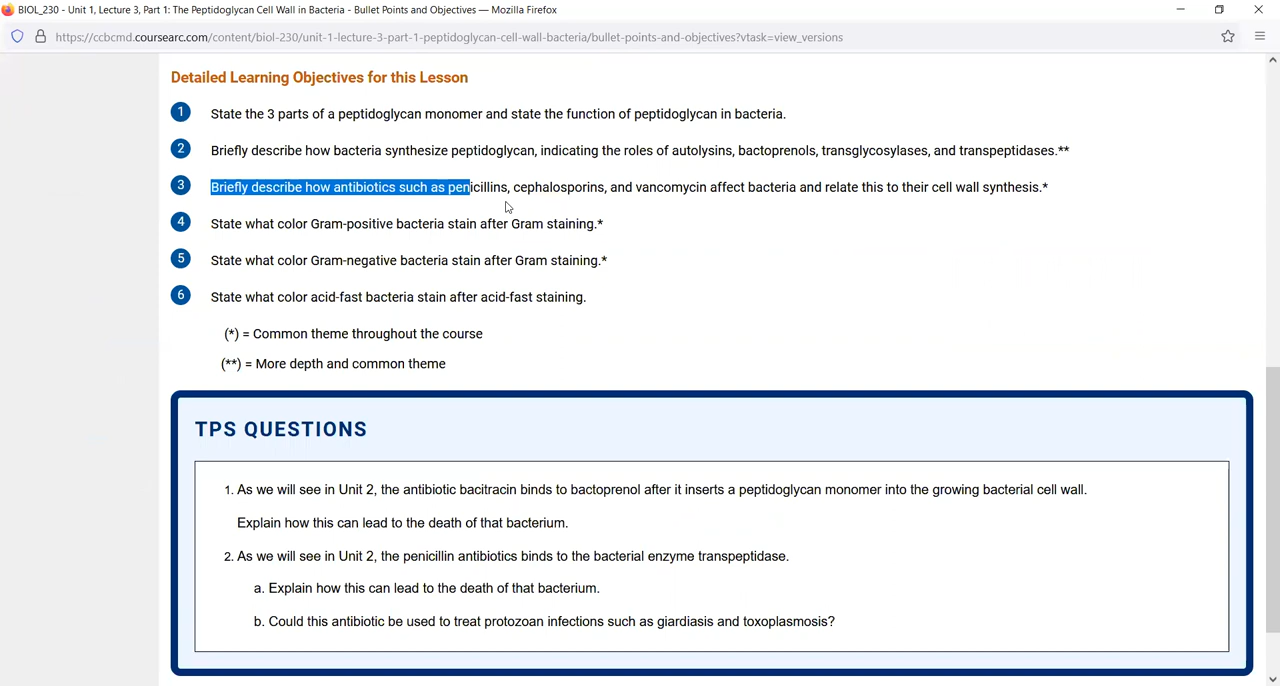 BIOL_230 - Unit 1, Lecture 3, Part 1: The Peptidoglycan Cell Wall in Bacteria - Bullet Points and Objectives — Mozilla Firefox
https://ccbcmd.coursearc.com/content/biol-230/unit-1-lecture-3-part-1-peptidoglycan-cell-wall-bacteria/bullet-points-and-objectives?vtask=view_versions
Detailed Learning Objectives for this Lesson
1 State the 3 parts of a peptidoglycan monomer and state the function of peptidoglycan in bacteria.
2 Briefly describe how bacteria synthesize peptidoglycan, indicating the roles of autolysins, bactoprenols, transglycosylases, and transpeptidases.**
3 Briefly describe how antibiotics such as penicillins, cephalosporins, and vancomycin affect bacteria and relate this to their cell wall synthesis.*
4 State what color Gram-positive bacteria stain after Gram staining.*
5 State what color Gram-negative bacteria stain after Gram staining.*
6 State what color acid-fast bacteria stain after acid-fast staining.
(*) = Common theme throughout the course
(**) = More depth and common theme
TPS QUESTIONS
1. As we will see in Unit 2, the antibiotic bacitracin binds to bactoprenol after it inserts a peptidoglycan monomer into the growing bacterial cell wall.
Explain how this can lead to the death of that bacterium.
2. As we will see in Unit 2, the penicillin antibiotics binds to the bacterial enzyme transpeptidase.
a. Explain how this can lead to the death of that bacterium.
b. Could this antibiotic be used to treat protozoan infections such as giardiasis and toxoplasmosis?